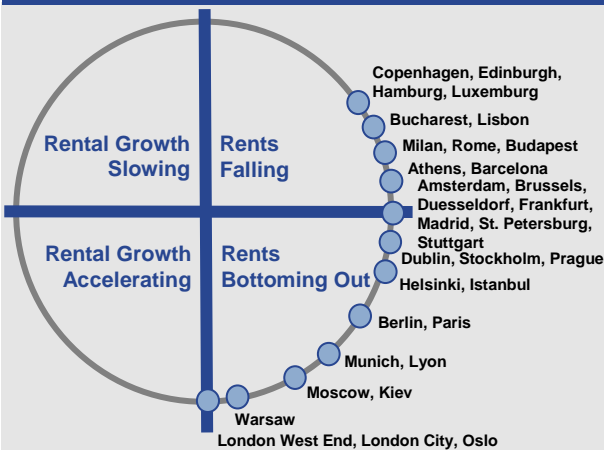 Copenhagen, Edinburgh,
Hamburg, Luxemburg
Bucharest, Lisbon
Rental Growth
Slowing
Rents
Falling
Milan, Rome, Budapest
Athens, Barcelona
Amsterdam, Brussels,
Duesseldorf, Frankfurt,
Madrid, St. Petersburg,
Stuttgart
Rental Growth
Accelerating
Rents
Bottoming Out
Dublin, Stockholm, Prague
Helsinki, Istanbul
Berlin, Paris
Munich, Lyon
Moscow, Kiev
Warsaw
London West End, London City, Oslo